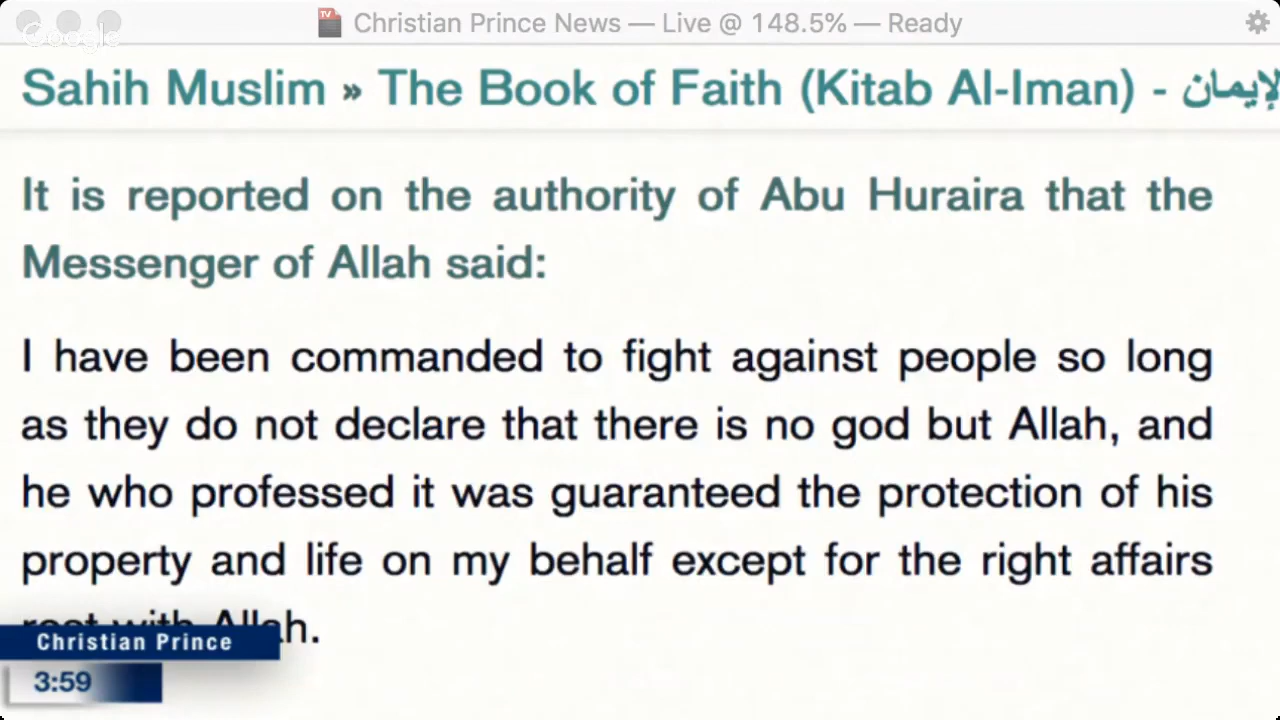 Google
Christian Prince News — Live @ 148.5% — Ready
Sahih Muslim » The Book of Faith (Kitab Al-Iman) - لإيمان
It is reported on the authority of Abu Huraira that the
Messenger of Allah said:
I have been commanded to fight against people so long
as they do not declare that there is no god but Allah, and
he who professed it was guaranteed the protection of his
property and life on my behalf except for the right affairs
rest with Allah.
Christian Prince
3:59